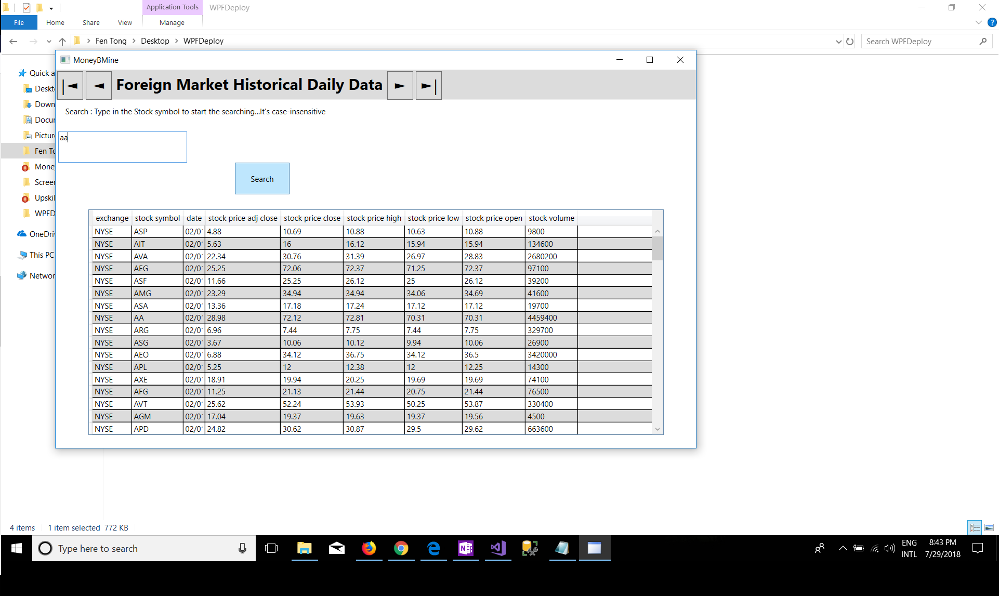 Application Tools WPFDeploy
File Home Share View Manage
Fen Tong Desktop WPFDeploy Search WPFDeploy
MoneyBMine
Foreign Market Historical Daily Data
Search : Type in the Stock symbol to start the searching...It's case-insensitive
aa
Search
Quick a
Deskt
Down
Docur
Pictur
Fen To
Mone
Screer
Upskil
WPFD
OneDri
This PC
Networ
exchange stock symbol date stock price adj close stock price close stock price high stock price low stock price open stock volume
NYSE ASP 02/0 4.88 10.69 10.88 10.63 10.88 9800
NYSE AIT 02/0 5.63 16 16.12 15.94 15.94 134600
NYSE AVA 02/0 22.34 30.76 31.39 26.97 28.83 2680200
NYSE AEG 02/0 25.25 72.06 72.37 71.25 72.37 97100
NYSE ASF 02/0 11.66 25.25 26.12 25 26.12 39200
NYSE AMG 02/0 23.29 34.94 34.94 34.06 34.69 41600
NYSE ASA 02/0 13.36 17.18 17.24 17.12 17.12 19700
NYSE AA 02/0 28.98 72.12 72.81 70.31 70.31 4459400
NYSE ARG 02/0 6.96 7.44 7.75 7.44 7.75 329700
NYSE ASG 02/0 3.67 10.06 10.12 9.94 10.06 26900
NYSE AEO 02/0 6.88 34.12 36.75 34.12 36.5 3420000
NYSE APL 02/0 5.25 12 12.38 12 12.25 14300
NYSE AXE 02/0 18.91 19.94 20.25 19.69 19.69 74100
NYSE AFG 02/0 11.25 21.13 21.44 20.75 21.44 76500
NYSE AVT 02/0 25.62 52.24 53.93 50.25 53.87 330400
NYSE AGM 02/0 17.04 19.37 19.63 19.37 19.56 4500
NYSE APD 02/0 24.82 30.62 30.87 29.5 29.62 663600
4 items 1 item selected 772 KB
Type here to search
ENG 8:43 PM
INTL 7/29/2018